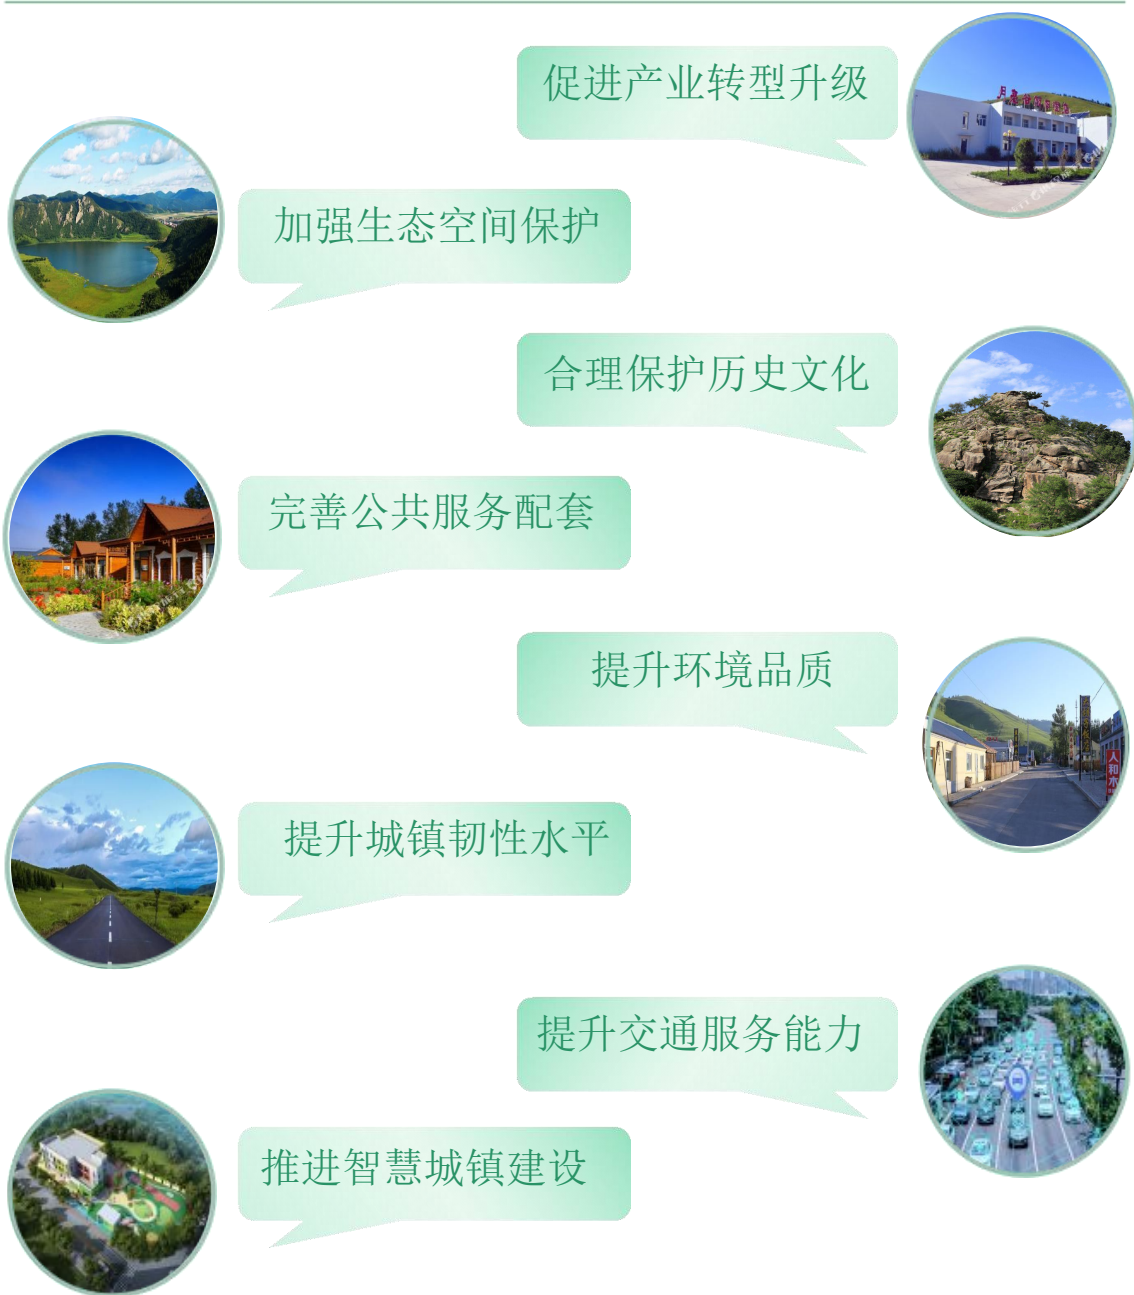 促进产业转型升级
加强生态空间保护
合理保护历史文化
完善公共服务配套
提升环境品质
人和木
提升城镇韧性水平
提升交通服务能力
推进智慧城镇建设